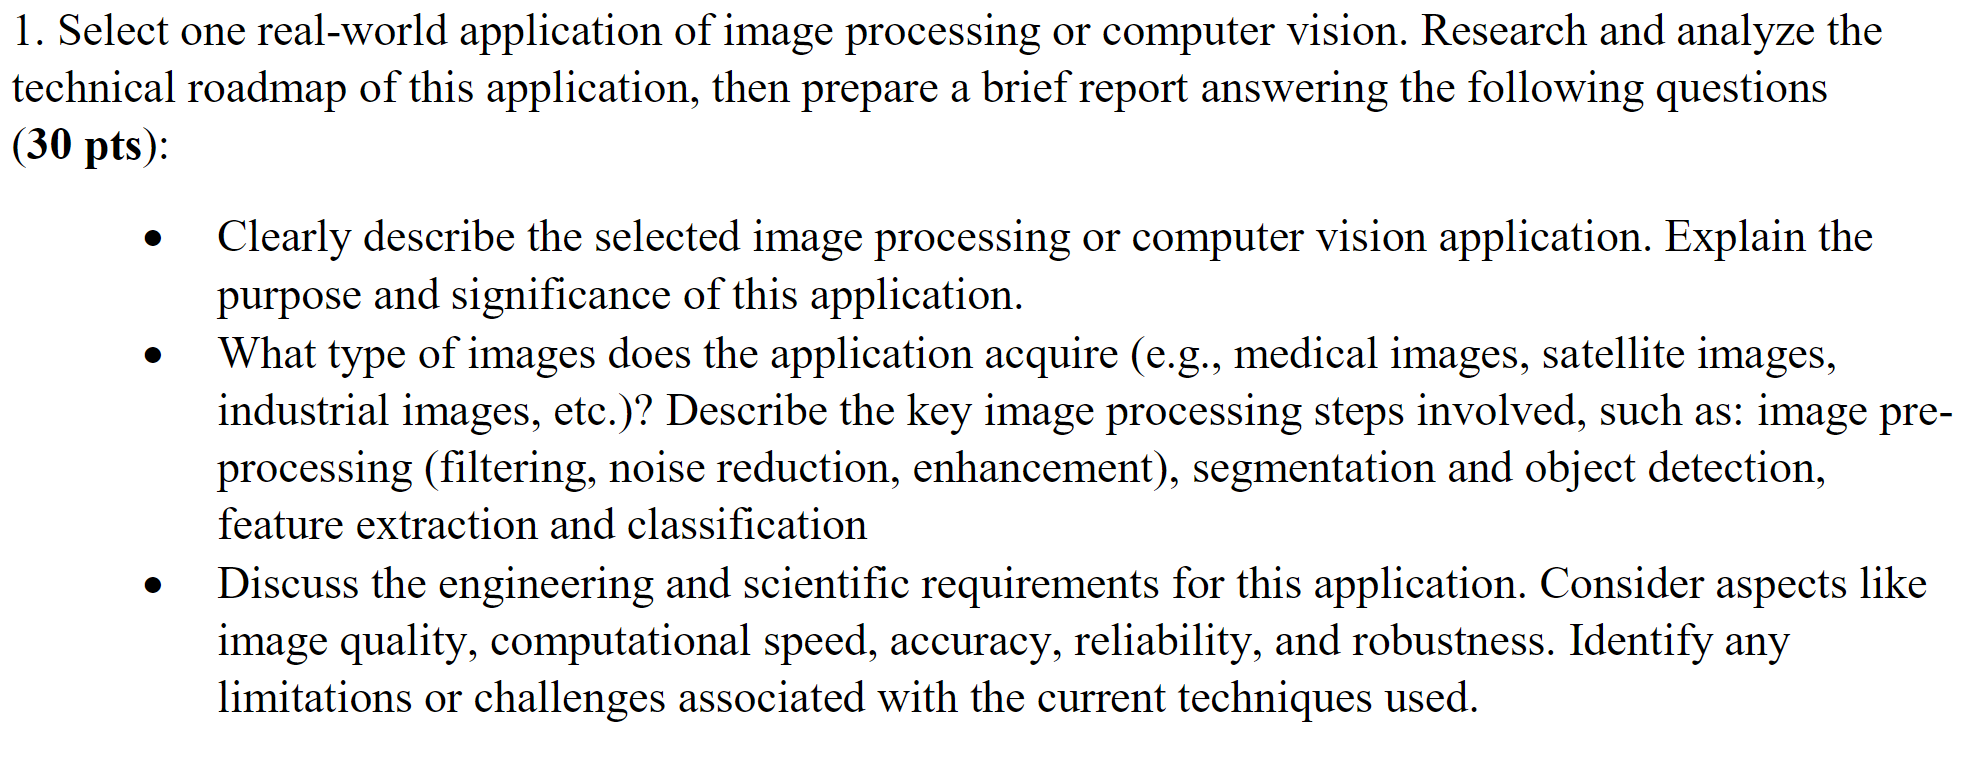 1. Select one real-world application of image processing or computer vision. Research and analyze the
technical roadmap of this application, then prepare a brief report answering the following questions
(30 pts):
• Clearly describe the selected image processing or computer vision application. Explain the
purpose and significance of this application.
• What type of images does the application acquire (e.g., medical images, satellite images,
industrial images, etc.)? Describe the key image processing steps involved, such as: image pre-
processing (filtering, noise reduction, enhancement), segmentation and object detection,
feature extraction and classification
• Discuss the engineering and scientific requirements for this application. Consider aspects like
image quality, computational speed, accuracy, reliability, and robustness. Identify any
limitations or challenges associated with the current techniques used.